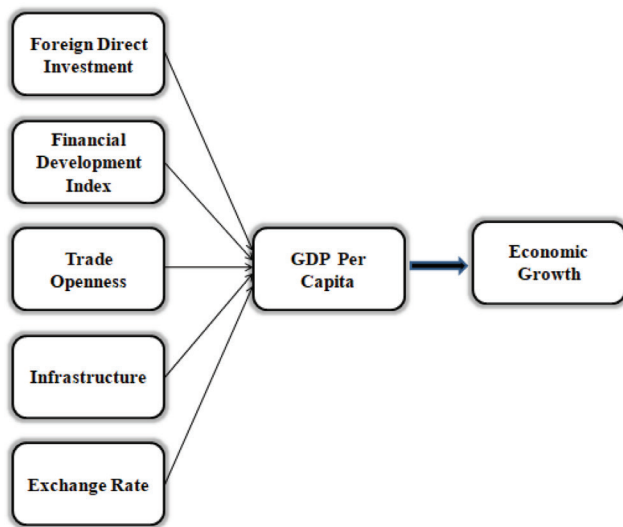 Foreign Direct
Investment
Financial
Development
Index
Trade
Openness
Infrastructure
Exchange Rate
GDP Per
Capita
Economic
Growth